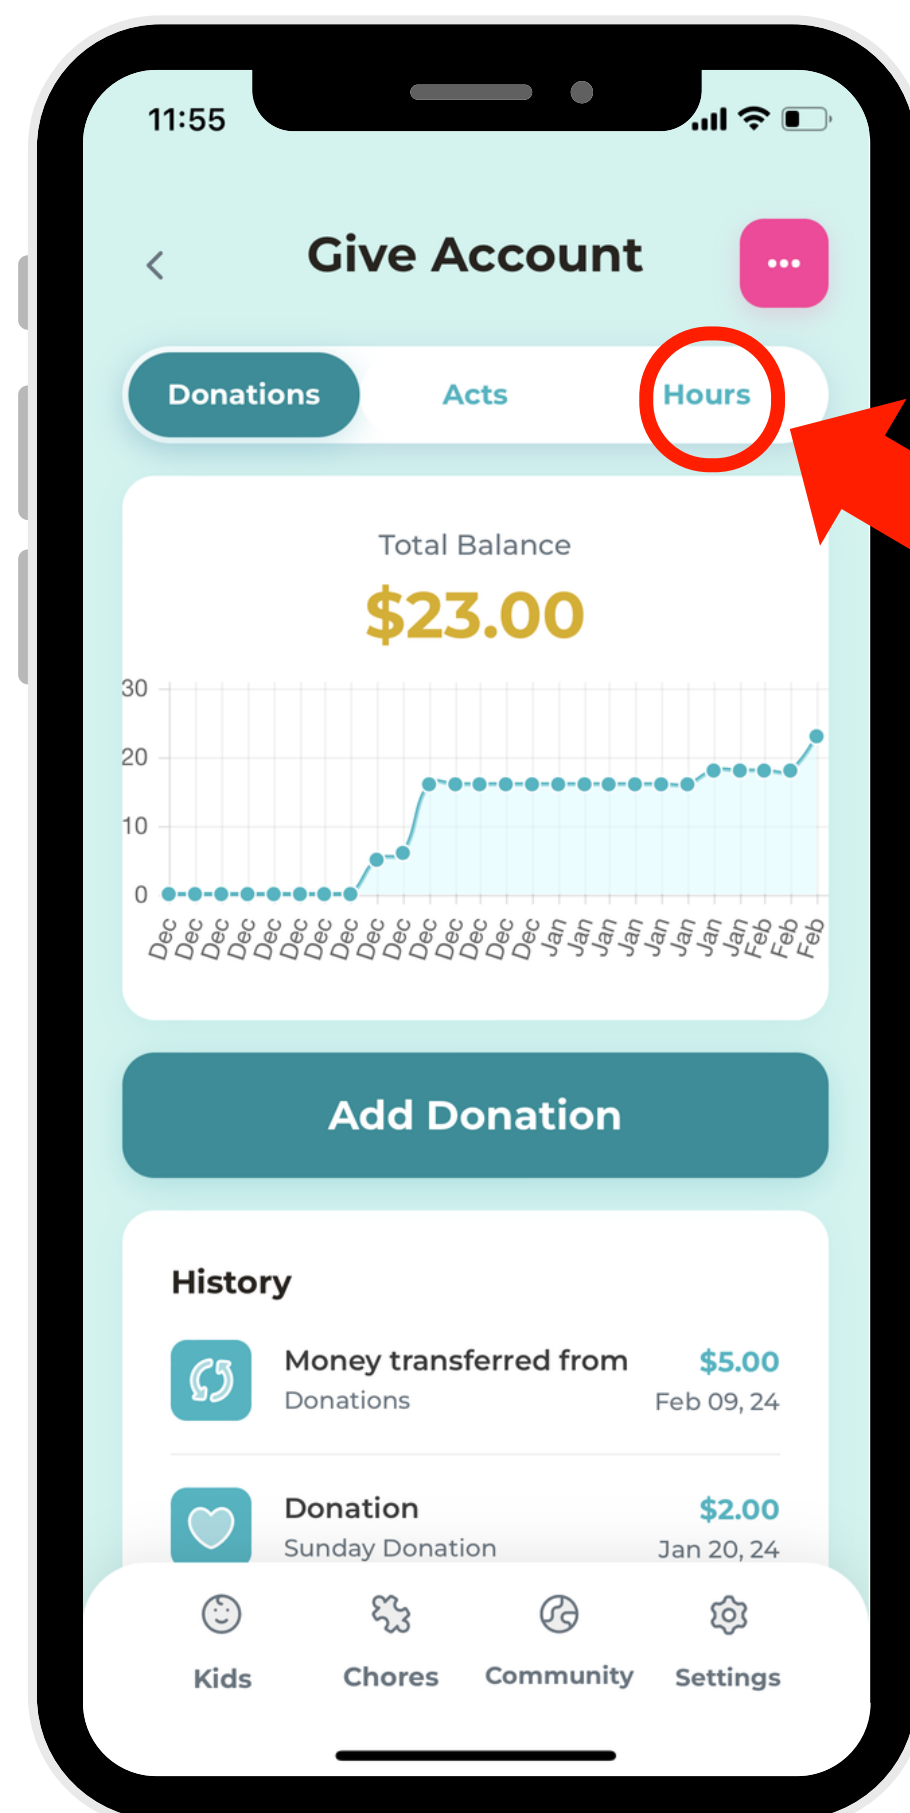 11:55
Give Account
Donations Acts Hours
Total Balance
$23.00
30
20
10
0
Dec Dec Dec Dec Dec Dec Dec Dec Dec Dec Dec Dec Dec Dec Dec Jan Jan Jan Jan Jan Jan Jan Jan Feb Feb Feb
Add Donation
History
Money transferred from $5.00
Donations Feb 09, 24
Donation $2.00
Sunday Donation Jan 20, 24
Kids Chores Community Settings